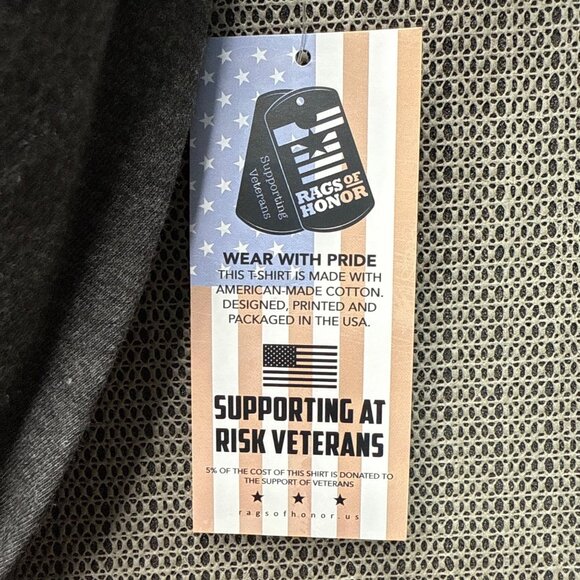 Supporting
Veterans
RAGS OF
HONOR
WEAR WITH PRIDE
THIS T-SHIRT IS MADE WITH
AMERICAN-MADE COTTON.
DESIGNED, PRINTED AND
PACKAGED IN THE USA.
SUPPORTING AT
RISK VETERANS
5% OF THE COST OF THIS SHIRT IS DONATED TO
THE SUPPORT OF VETERANS
ragsofhonor.us